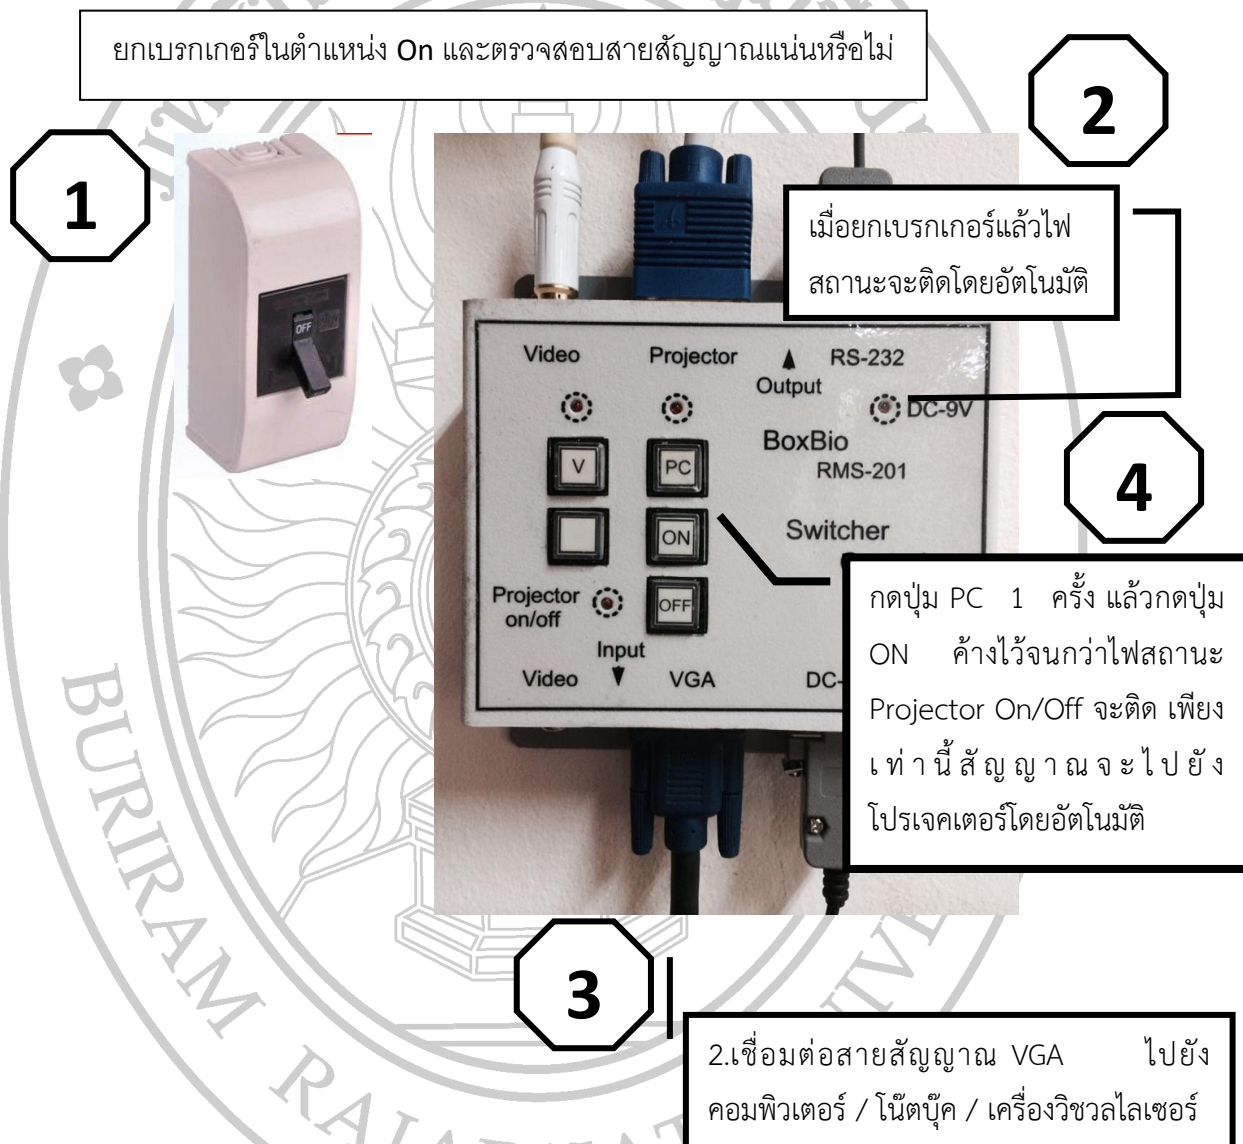 ยกเบรกเกอร์ในตำแหน่ง On และตรวจสอบสายสัญญาณแน่นหรือไม่
1
2
เมื่อยกเบรกเกอร์แล้วไฟ
สถานะจะติดโดยอัตโนมัติ
OFF
Video
Projector
Output
RS-232
DC-9V
BoxBio
RMS-201
V
PC
ON
OFF
Switcher
Projector
on/off
Input
Video
VGA
DC-
4
กดปุ่ม PC 1 ครั้ง แล้วกดปุ่ม
ON ค้างไว้จนกว่าไฟสถานะ
Projector On/Off จะติด เพียง
เท่านี้สัญญาณจะไปยัง
โปรเจคเตอร์โดยอัตโนมัติ
3
2.เชื่อมต่อสายสัญญาณ VGA ไปยัง
คอมพิวเตอร์ / โน๊ตบุ๊ค / เครื่องวิชวลไลเซอร์
BURIRAM